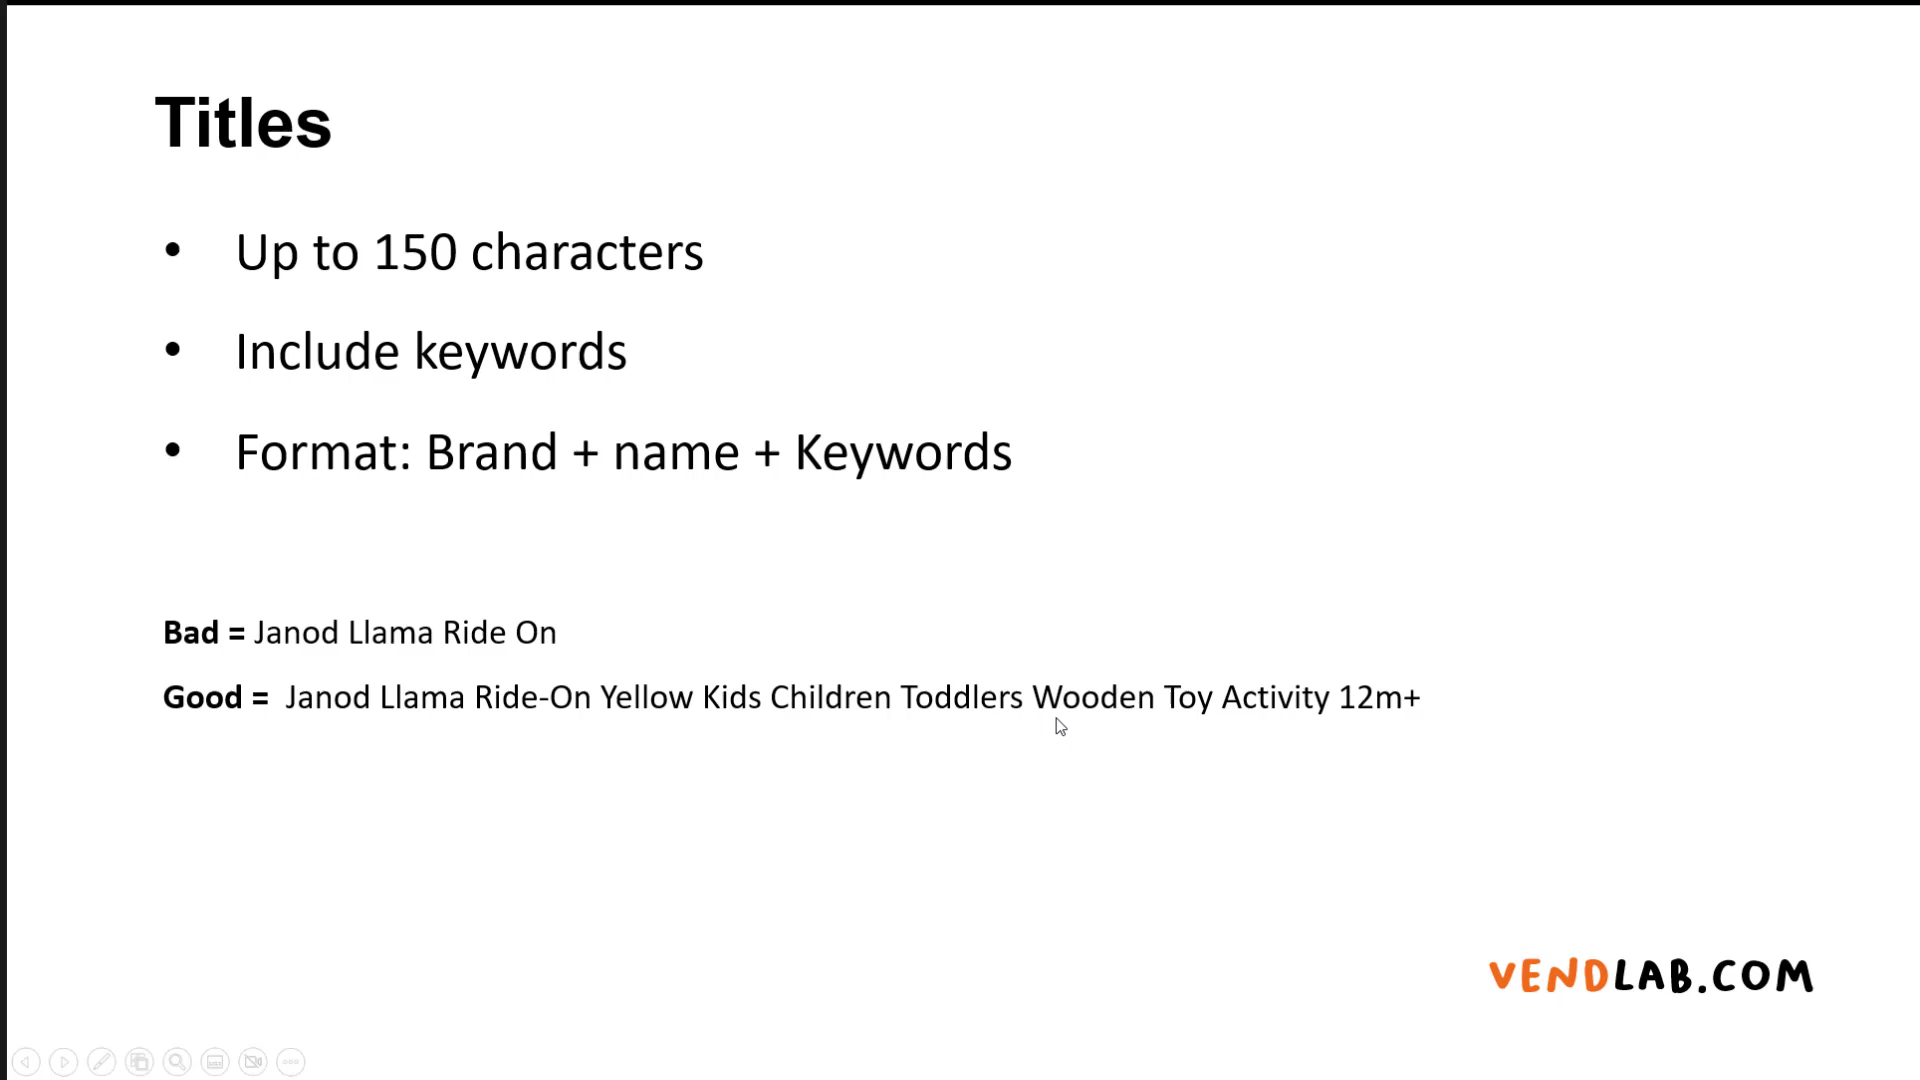 Titles
• Up to 150 characters
• Include keywords
• Format: Brand + name + Keywords
Bad = Janod Llama Ride On
Good = Janod Llama Ride-On Yellow Kids Children Toddlers Wooden Toy Activity 12m+
VENDLAB.COM